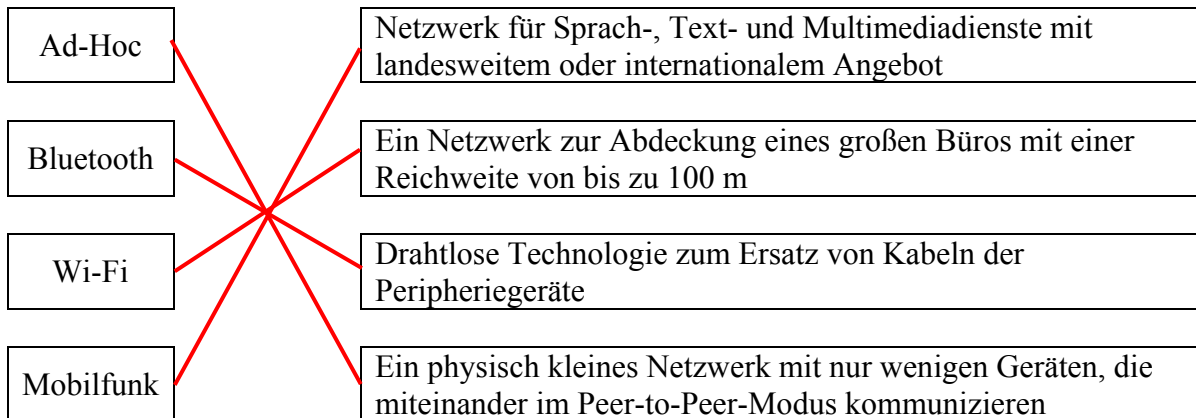 Ad-Hoc
Netzwerk für Sprach-, Text- und Multimediadienste mit
landesweitem oder internationalem Angebot
Bluetooth
Ein Netzwerk zur Abdeckung eines großen Büros mit einer
Reichweite von bis zu 100 m
Wi-Fi
Drahtlose Technologie zum Ersatz von Kabeln der
Peripheriegeräte
Mobilfunk
Ein physisch kleines Netzwerk mit nur wenigen Geräten, die
miteinander im Peer-to-Peer-Modus kommunizieren